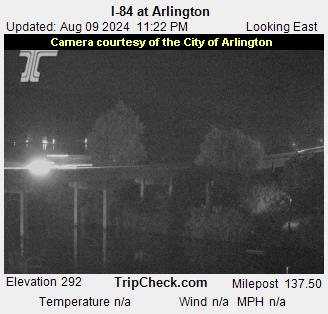 I-84 at Arlington
Updated: Aug 09 2024 11:22 PM Looking East
Camera courtesy of the City of Arlington
Elevation 292 TripCheck.com Milepost 137.50
Temperature n/a Wind n/a MPH n/a